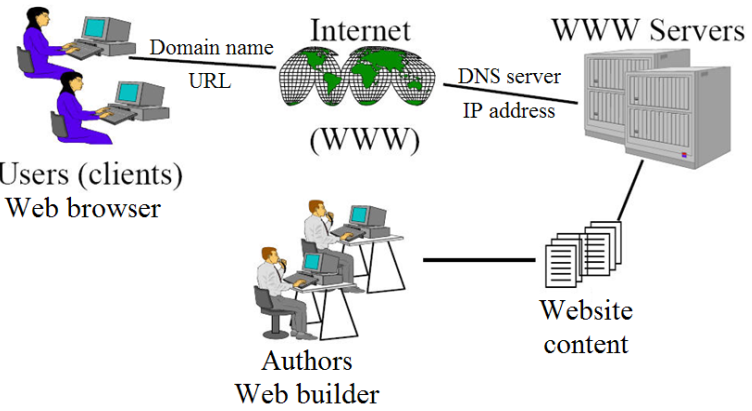 Internet
WWW Servers
Domain name
URL
DNS server
IP address
(WWW)
Users (clients)
Web browser
Website
content
Authors
Web builder